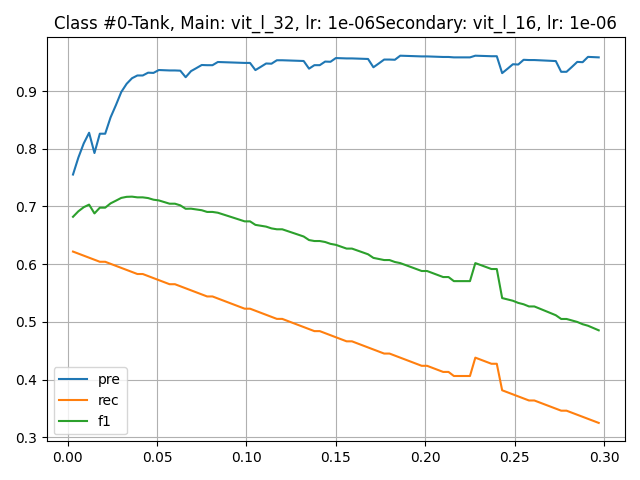 Class #0-Tank, Main: vit_l_32, lr: 1e-06Secondary: vit_l_16, lr: 1e-06
0.9
0.8
0.7
0.6
0.5
0.4
0.3
pre
rec
f1
0.00 0.05 0.10 0.15 0.20 0.25 0.30